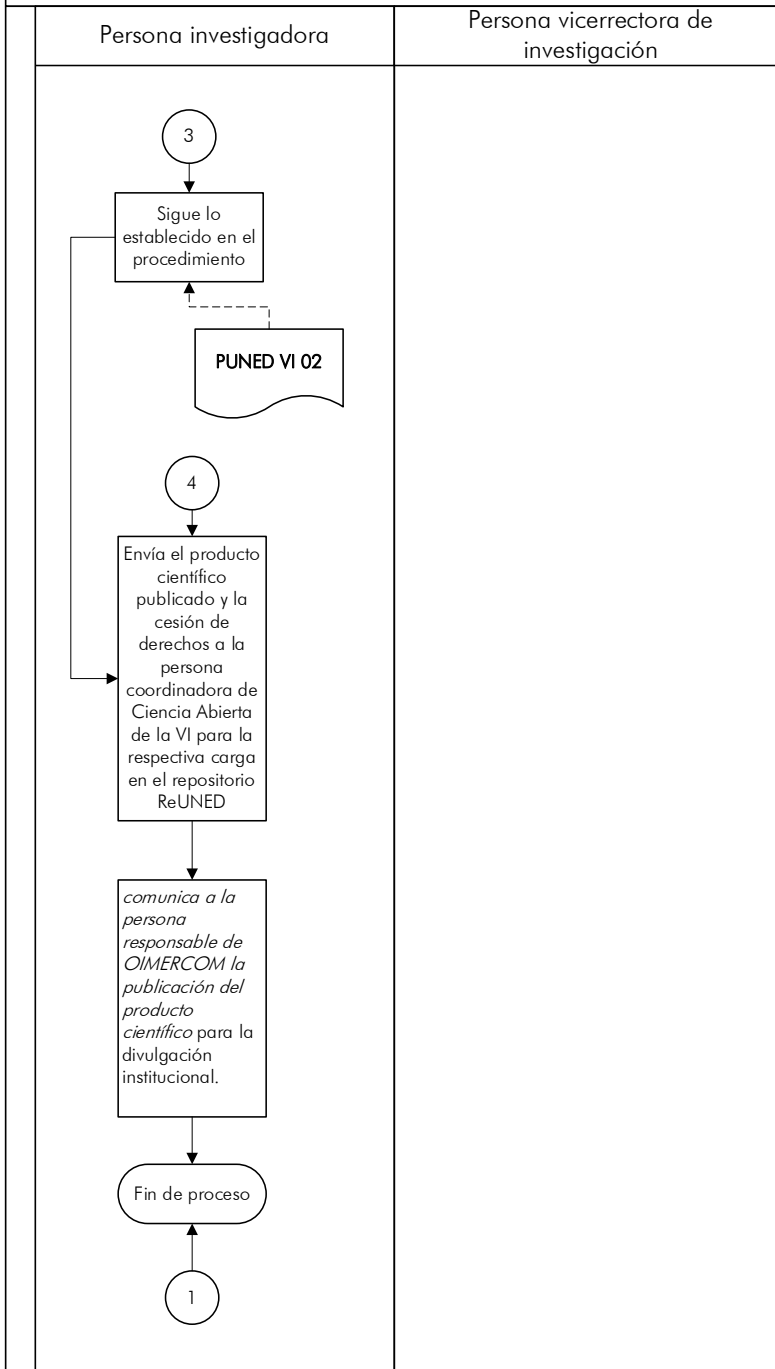 Persona investigadora
Persona vicerrectora de
investigación
3
Sigue lo
establecido en el
procedimiento
PUNED VI 02
4
Envía el producto
científico
publicado y la
cesión de
derechos a la
persona
coordinadora de
Ciencia Abierta
de la VI para la
respectiva carga
en el repositorio
ReUNED
comunica a la
persona
responsable de
OIMERCOM la
publicación del
producto
científico para la
divulgación
institucional.
Fin de proceso
1